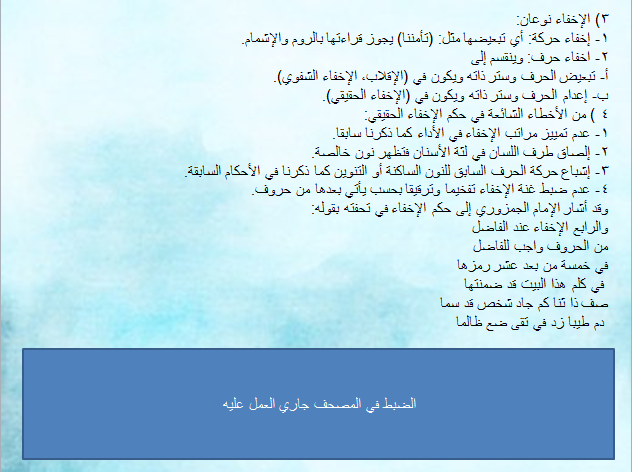 ٣) الإخفاء نوعان:
١- إخفاء حركة: أي تبعيضها مثل: (تأمننا) يجوز قراءتها بالروم والإشمام.
٢- اخفاء حرف: وينقسم إلى
أ- تبعيض الحرف وستر ذاته ويكون في (الإقلاب، الإخفاء الشفوي).
ب- إعدام الحرف وستر ذاته ويكون في (الإخفاء الحقيقي).
٤ ) من الأخطاء الشائعة في حكم الإخفاء الحقيقي:
١- عدم تمييز مراتب الإخفاء في الأداء كما ذكرنا سابقا.
٢- إلصاق طرف اللسان في لثة الأسنان فتظهر نون خالصة.
٣- إشباع حركة الحرف السابق للنون الساكنة أو التنوين كما ذكرنا في الأحكام السابقة.
٤- عدم ضبط غنة الإخفاء تفخيما وترقيقا بحسب يأتي بعدها من حروف.
وقد أشار الإمام الجمزوري إلى حكم الإخفاء في تحفته بقوله:
والرابع الإخفاء عند الفاضل
من الحروف واجب للفاضل
في خمسة من بعد عشر رمزها
في كلم هذا البيت قد ضمنتها
صف ذا ثنا كم جاد شخص قد سما
دم طيبا زد في تقى ضع ظالما
الضبط في المصحف جاري العمل عليه